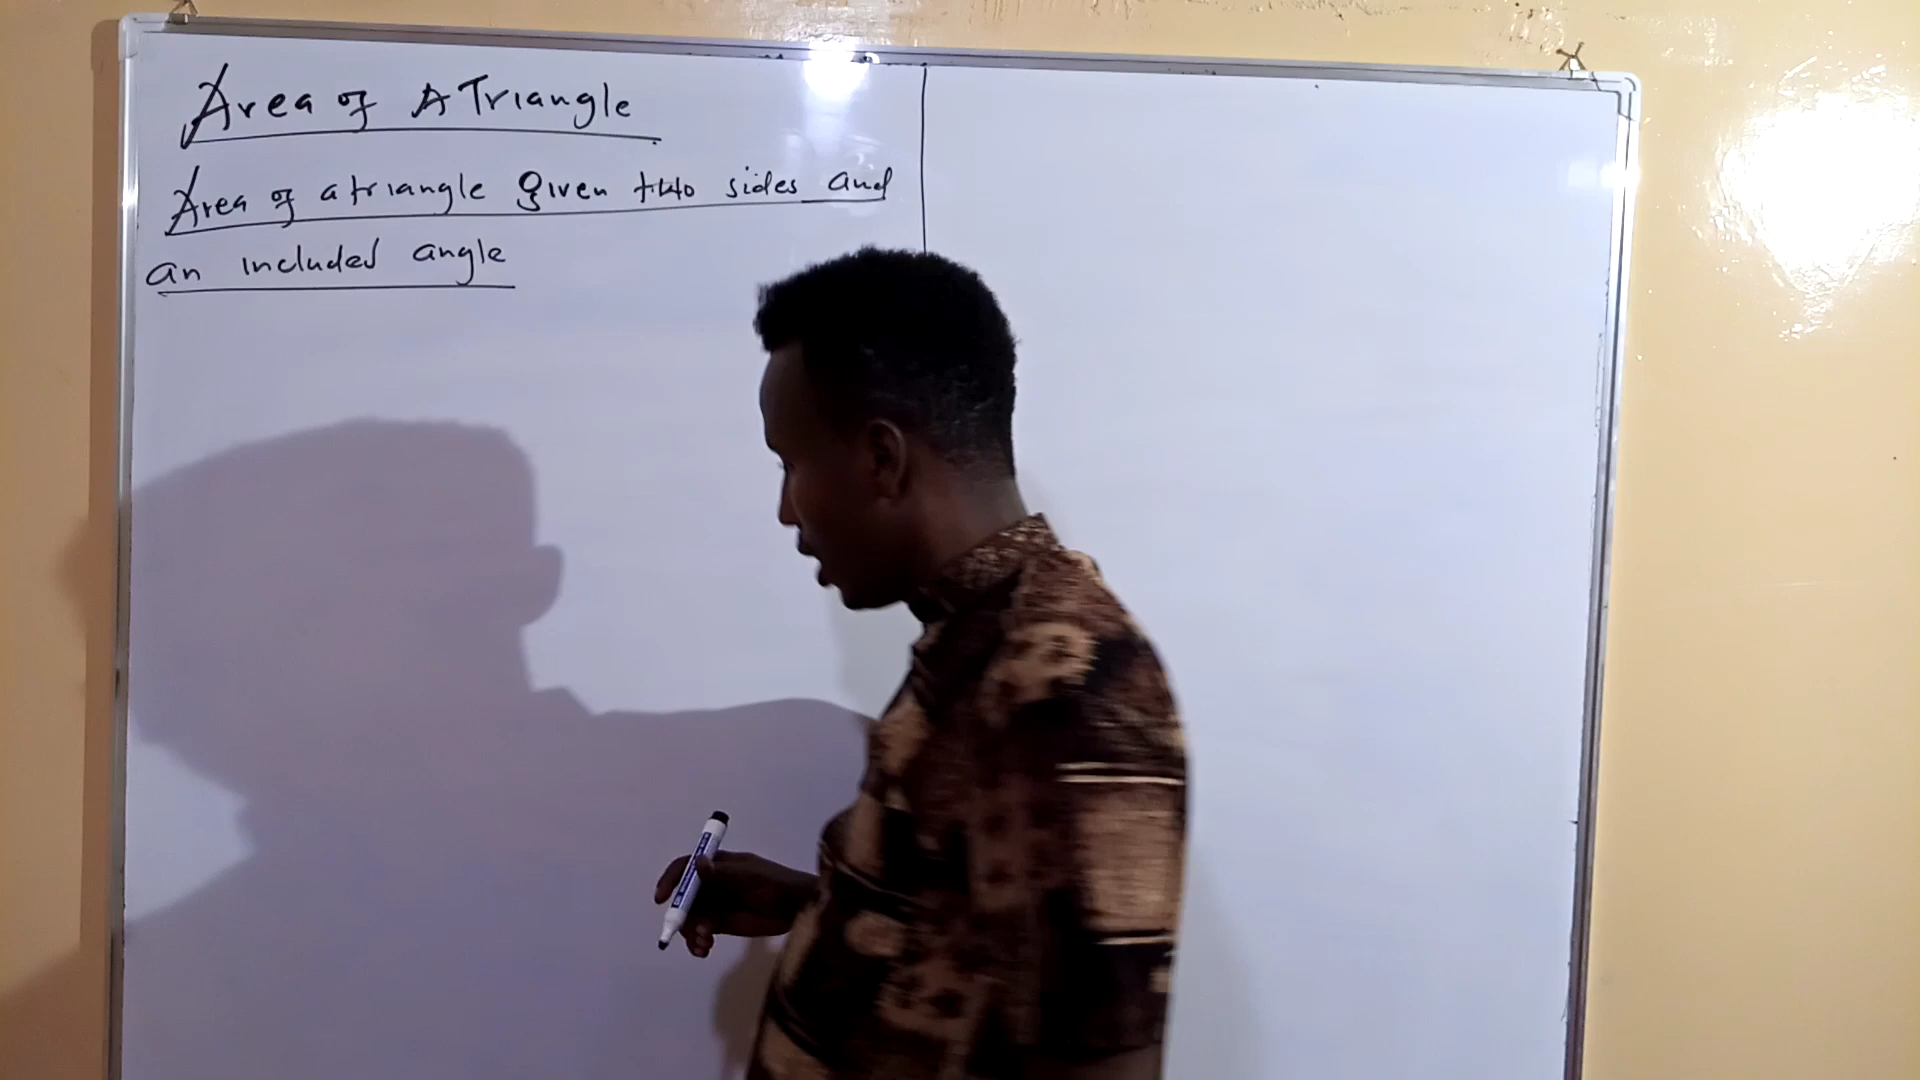 Area of A Triangle
Area of a triangle given two sides and
an included angle